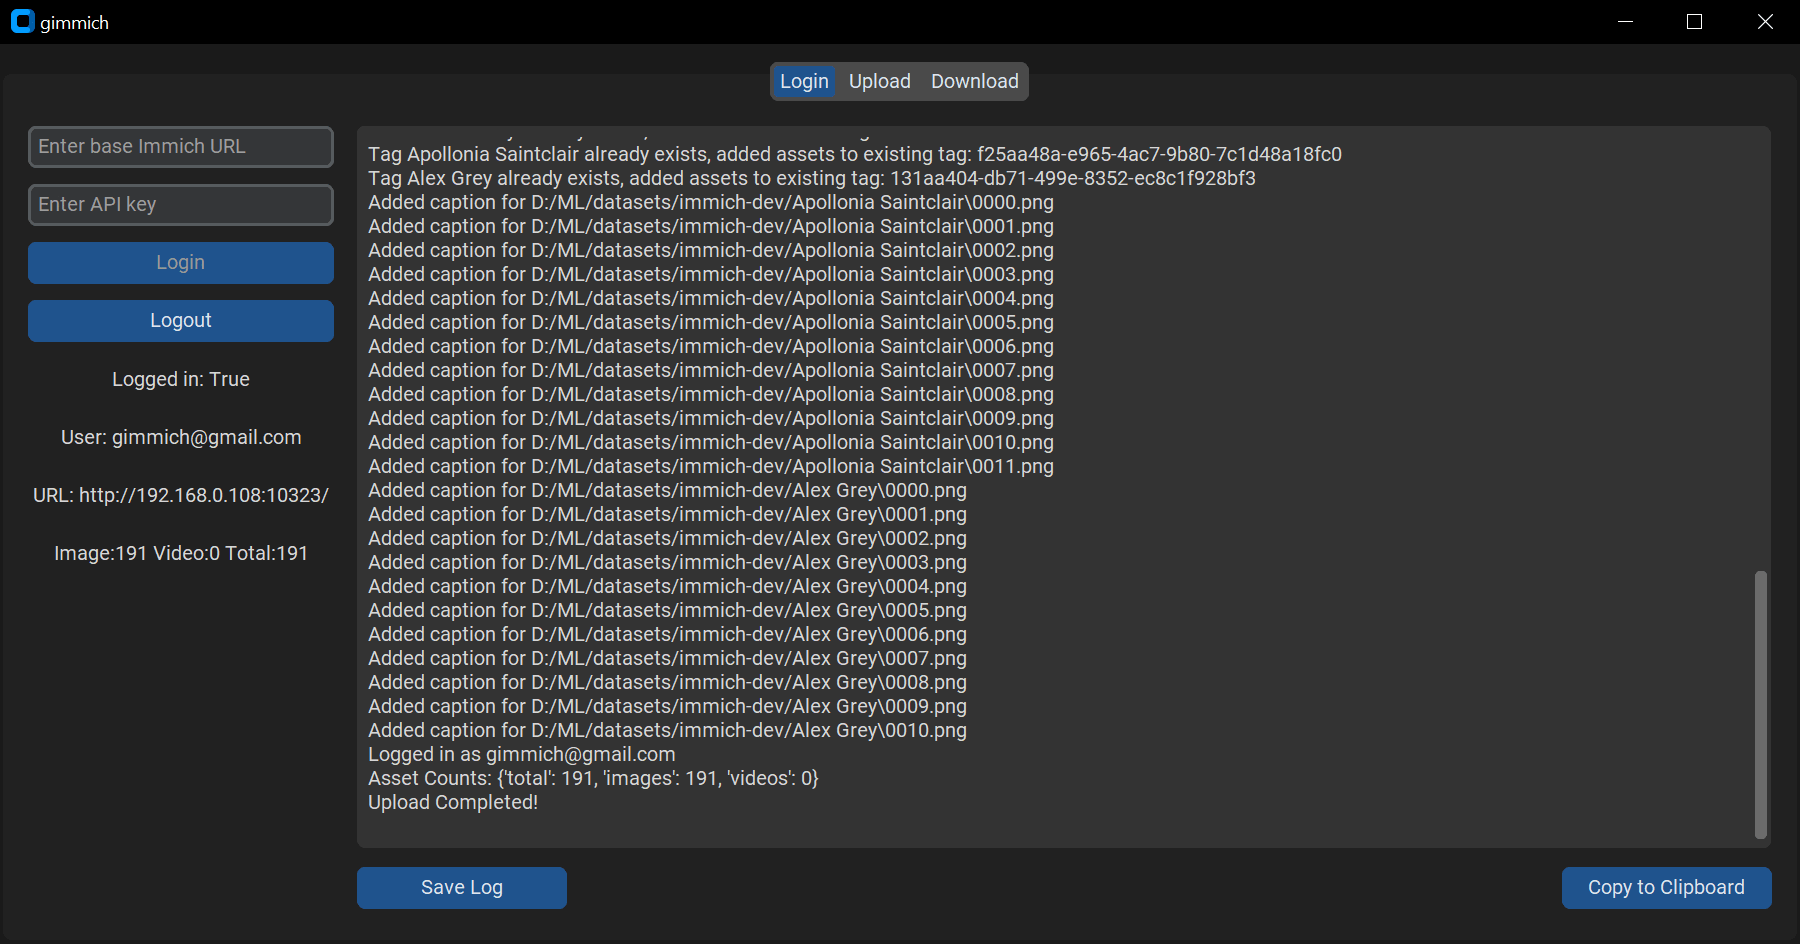 gimmich
Login Upload Download
Enter base Immich URL
Enter API key
Login
Logout
Logged in: True
User: gimmich@gmail.com
URL: http://192.168.0.108:10323/
Image:191 Video:0 Total:191
Tag Apollonia Saintclair already exists, added assets to existing tag: f25aa48a-e965-4ac7-9b80-7c1d48a18fc0
Tag Alex Grey already exists, added assets to existing tag: 131aa404-db71-499e-8352-ec8c1f928bf3
Added caption for D:/ML/datasets/immich-dev/Apollonia Saintclair\0000.png
Added caption for D:/ML/datasets/immich-dev/Apollonia Saintclair\0001.png
Added caption for D:/ML/datasets/immich-dev/Apollonia Saintclair\0002.png
Added caption for D:/ML/datasets/immich-dev/Apollonia Saintclair\0003.png
Added caption for D:/ML/datasets/immich-dev/Apollonia Saintclair\0004.png
Added caption for D:/ML/datasets/immich-dev/Apollonia Saintclair\0005.png
Added caption for D:/ML/datasets/immich-dev/Apollonia Saintclair\0006.png
Added caption for D:/ML/datasets/immich-dev/Apollonia Saintclair\0007.png
Added caption for D:/ML/datasets/immich-dev/Apollonia Saintclair\0008.png
Added caption for D:/ML/datasets/immich-dev/Apollonia Saintclair\0009.png
Added caption for D:/ML/datasets/immich-dev/Apollonia Saintclair\0010.png
Added caption for D:/ML/datasets/immich-dev/Apollonia Saintclair\0011.png
Added caption for D:/ML/datasets/immich-dev/Alex Grey\0000.png
Added caption for D:/ML/datasets/immich-dev/Alex Grey\0001.png
Added caption for D:/ML/datasets/immich-dev/Alex Grey\0002.png
Added caption for D:/ML/datasets/immich-dev/Alex Grey\0003.png
Added caption for D:/ML/datasets/immich-dev/Alex Grey\0004.png
Added caption for D:/ML/datasets/immich-dev/Alex Grey\0005.png
Added caption for D:/ML/datasets/immich-dev/Alex Grey\0006.png
Added caption for D:/ML/datasets/immich-dev/Alex Grey\0007.png
Added caption for D:/ML/datasets/immich-dev/Alex Grey\0008.png
Added caption for D:/ML/datasets/immich-dev/Alex Grey\0009.png
Added caption for D:/ML/datasets/immich-dev/Alex Grey\0010.png
Logged in as gimmich@gmail.com
Asset Counts: {'total': 191, 'images': 191, 'videos': 0}
Upload Completed!
Save Log
Copy to Clipboard